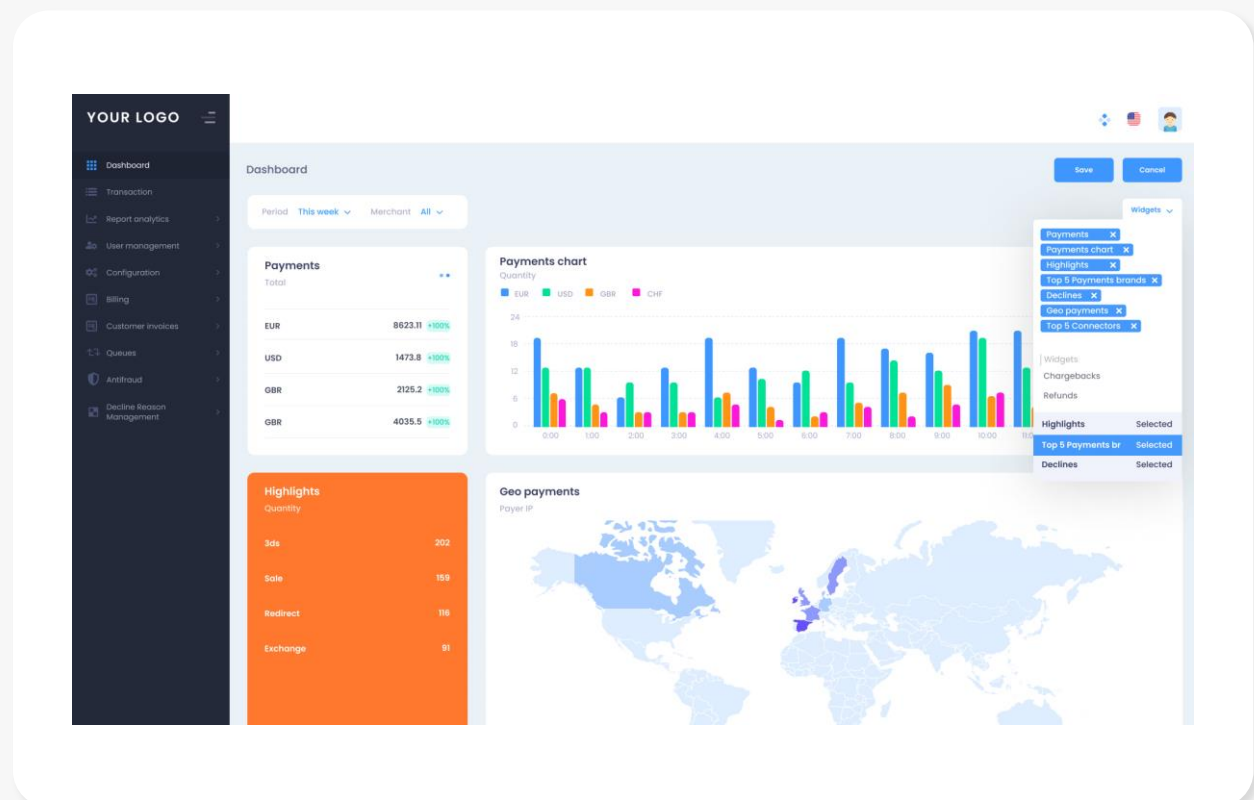 YOUR LOGO
Dashboard
Transaction
Report analytics
User management
Configuration
Billing
Customer invoices
Queues
Antifraud
Decline Reason
Management
Dashboard
Save
Cancel
Period This week
Merchant All
Widgets
Payments
Total
EUR 8623.11 +100%
USD 1473.8 +100%
GBR 2125.2 +100%
GBR 4035.5 +100%
Payments chart
Quantity
EUR USD GBR CHF
24
18
12
6
0
0:00 1:00 2:00 3:00 4:00 5:00 6:00 7:00 8:00 9:00 10:00
Payments X
Payments chart X
Highlights X
Top 5 Payments brands X
Declines X
Geo payments X
Top 5 Connectors X
Widgets
Chargebacks
Refunds
Highlights Selected
Top 5 Payments br Selected
Declines Selected
Highlights
Quantity
3ds 202
Sale 159
Redirect 116
Exchange 91
Geo payments
Payer IP